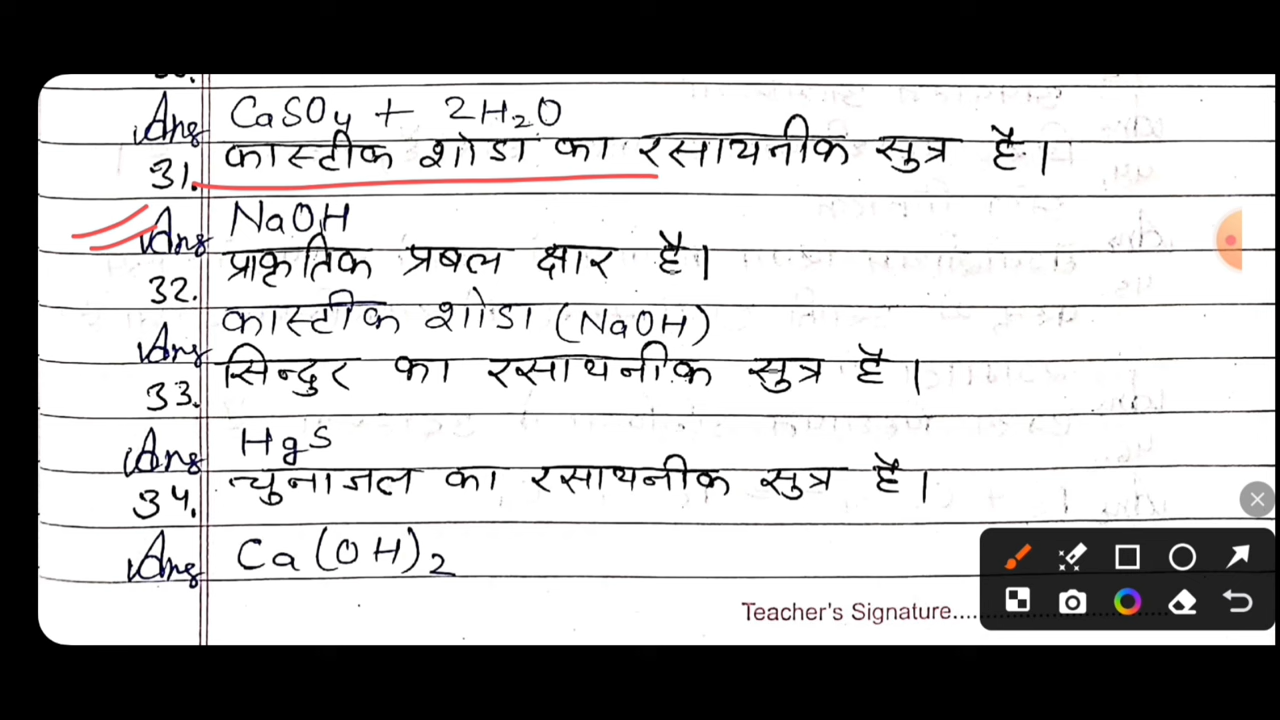 Ans CaSO4 + 2H2O
31. कास्टीक शोडा का रसायनीक सुत्र है।
Ans NaOH
32. प्राकृतिक प्रबल क्षार है।
Ans कास्टीक शोडा (NaOH)
33. सिन्दुर का रसायनीक सुत्र है।
Ans HgS
34. चुनाजल का रसायनीक सुत्र है।
Ans Ca(OH)2
Teacher's Signature..................